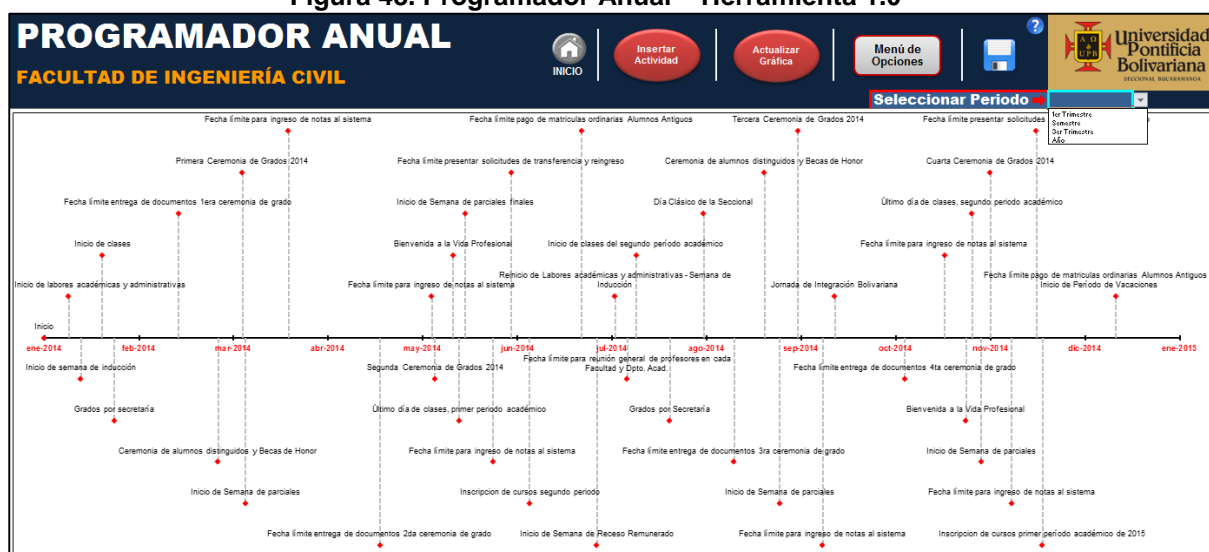 Figura 48. Programador Anual - Herramienta 1.0
PROGRAMADOR ANUAL
FACULTAD DE INGENIERÍA CIVIL
INICIO
Insertar
Actividad
Actualizar
Gráfica
Menú de
Opciones
?
A D
UPB
Universidad
Pontificia
Bolivariana
SECCIONAL BUCARAMANGA
Seleccionar Periodo
1er Trimestre
Semestre
3er Trimestre
Año
Fecha límite para ingreso de notas al sistema
Fecha límite pago de matriculas ordinarias Alumnos Antiguos
Tercera Ceremonia de Grados 2014
Fecha límite presentar solicitudes
Primera Ceremonia de Grados 2014
Fecha límite presentar solicitudes de transferencia y reingreso
Ceremonia de alumnos distinguidos y Becas de Honor
Cuarta Ceremonia de Grados 2014
Fecha límite entrega de documentos 1era ceremonia de grado
Inicio de Semana de parciales finales
Día Clásico de la Seccional
Último día de clases, segundo periodo académico
Inicio de clases
Bienvenida a la Vida Profesional
Inicio de clases del segundo período académico
Fecha límite para ingreso de notas al sistema
Inicio de labores académicas y administrativas
Fecha límite para ingreso de notas al sistema
Reinicio de Labores académicas y administrativas - Semana de
Inducción
Jornada de Integración Bolivariana
Fecha límite pago de matriculas ordinarias Alumnos Antiguos
Inicio de Período de Vacaciones
Inicio
ene-2014 feb-2014 mar-2014 abr-2014 may-2014 jun-2014 jul-2014 ago-2014 sep-2014 oct-2014 nov-2014 dic-2014 ene-2015
Inicio de semana de inducción
Segunda Ceremonia de Grados 2014
Fecha límite para reunión general de profesores en cada
Facultad y Dpto. Acad.
Fecha límite entrega de documentos 4ta ceremonia de grado
Grados por secretaría
Último día de clases, primer periodo académico
Grados por Secretaría
Bienvenida a la Vida Profesional
Ceremonia de alumnos distinguidos y Becas de Honor
Fecha límite para ingreso de notas al sistema
Fecha límite entrega de documentos 3ra ceremonia de grado
Inicio de Semana de parciales
Inicio de Semana de parciales
Inscripcion de cursos segundo periodo
Inicio de Semana de parciales
Fecha límite para ingreso de notas al sistema
Fecha límite entrega de documentos 2da ceremonia de grado
Inicio de Semana de Receso Remunerado
Fecha límite para ingreso de notas al sistema
Inscripcion de cursos primer período académico de 2015